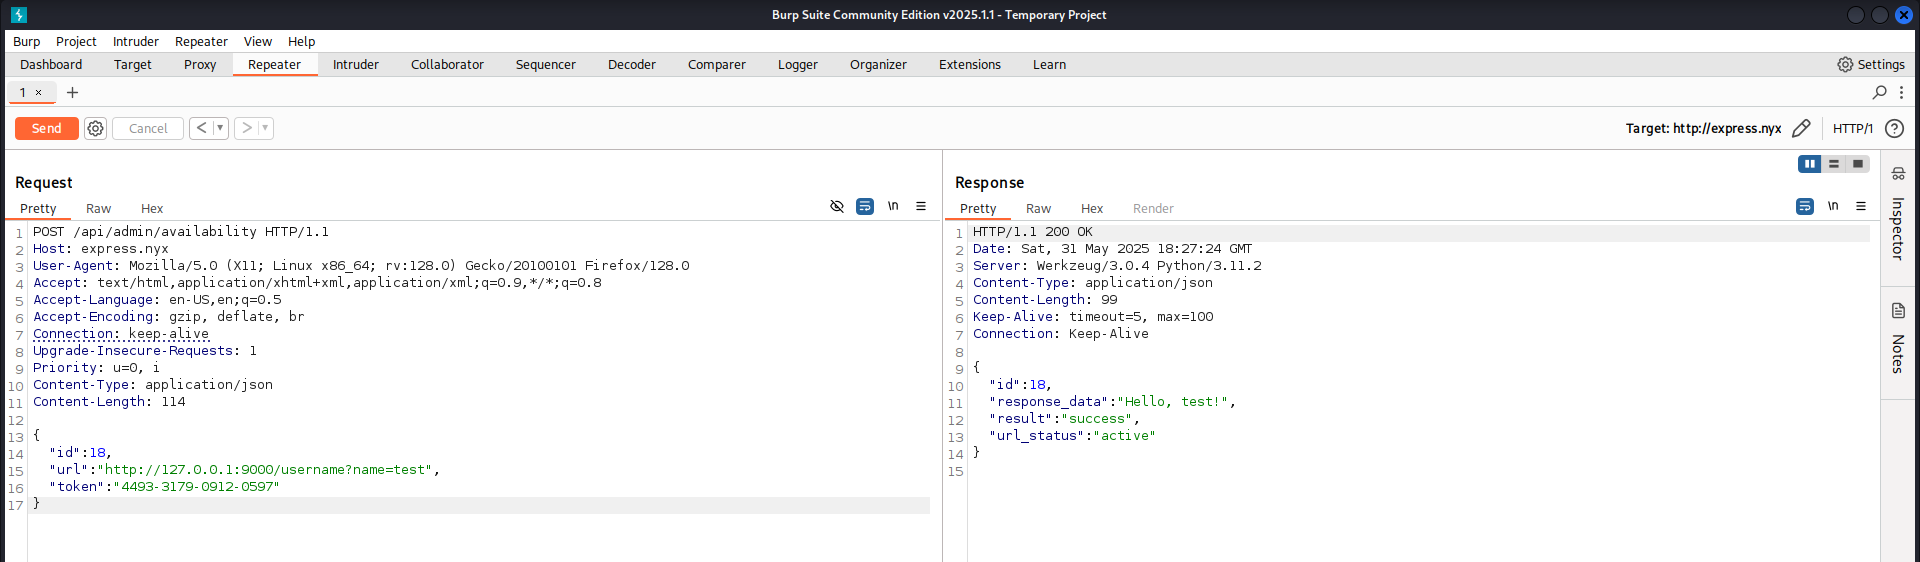 Burp Suite Community Edition v2025.1.1 - Temporary Project
Burp Project Intruder Repeater View Help
Dashboard Target Proxy Repeater Intruder Collaborator Sequencer Decoder Comparer Logger Organizer Extensions Learn Settings
1 × +
Send Cancel < > Target: http://express.nyx HTTP/1 ?
Request
Pretty Raw Hex \n
1 POST /api/admin/availability HTTP/1.1
2 Host: express.nyx
3 User-Agent: Mozilla/5.0 (X11; Linux x86_64; rv:128.0) Gecko/20100101 Firefox/128.0
4 Accept: text/html,application/xhtml+xml,application/xml;q=0.9,*/*;q=0.8
5 Accept-Language: en-US,en;q=0.5
6 Accept-Encoding: gzip, deflate, br
7 Connection: keep-alive
8 Upgrade-Insecure-Requests: 1
9 Priority: u=0, i
10 Content-Type: application/json
11 Content-Length: 114
12
13 {
14 "id":18,
15 "url":"http://127.0.0.1:9000/username?name=test",
16 "token":"4493-3179-0912-0597"
17 }
Response
Pretty Raw Hex Render \n
1 HTTP/1.1 200 OK
2 Date: Sat, 31 May 2025 18:27:24 GMT
3 Server: Werkzeug/3.0.4 Python/3.11.2
4 Content-Type: application/json
5 Content-Length: 99
6 Keep-Alive: timeout=5, max=100
7 Connection: Keep-Alive
8
9 {
10 "id":18,
11 "response_data":"Hello, test!",
12 "result":"success",
13 "url_status":"active"
14 }
15
Inspector
Notes